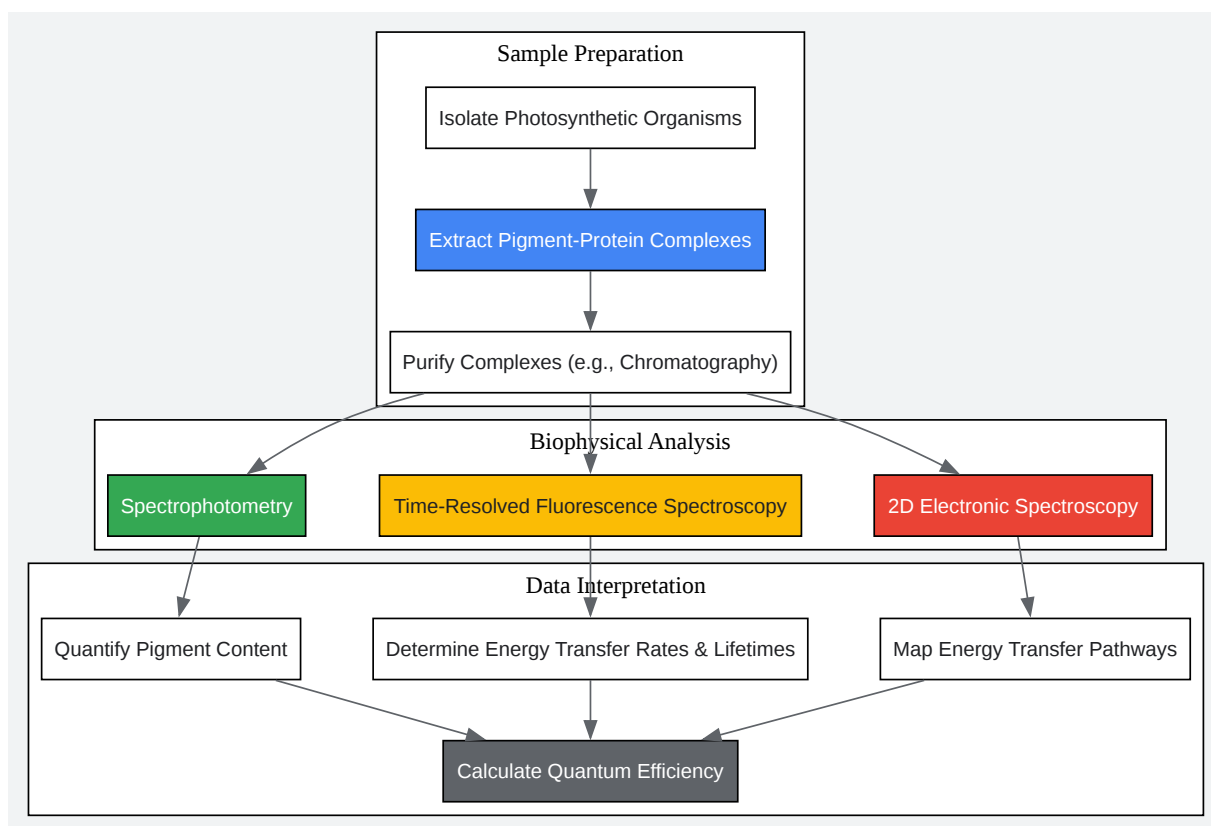 Sample Preparation
Isolate Photosynthetic Organisms
Extract Pigment-Protein Complexes
Purify Complexes (e.g., Chromatography)
Biophysical Analysis
Spectrophotometry
Time-Resolved Fluorescence Spectroscopy
2D Electronic Spectroscopy
Data Interpretation
Quantify Pigment Content
Determine Energy Transfer Rates & Lifetimes
Map Energy Transfer Pathways
Calculate Quantum Efficiency